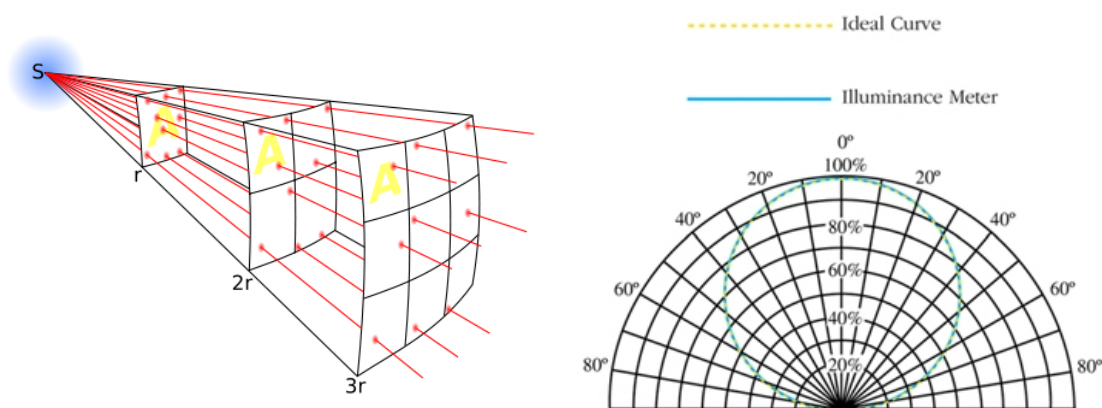 S
A
A
A
r
2r
3r
Ideal Curve
Illuminance Meter
0º
100%
20º
20º
40º
40º
80%
60%
60º
60º
40%
80º
80º
20%